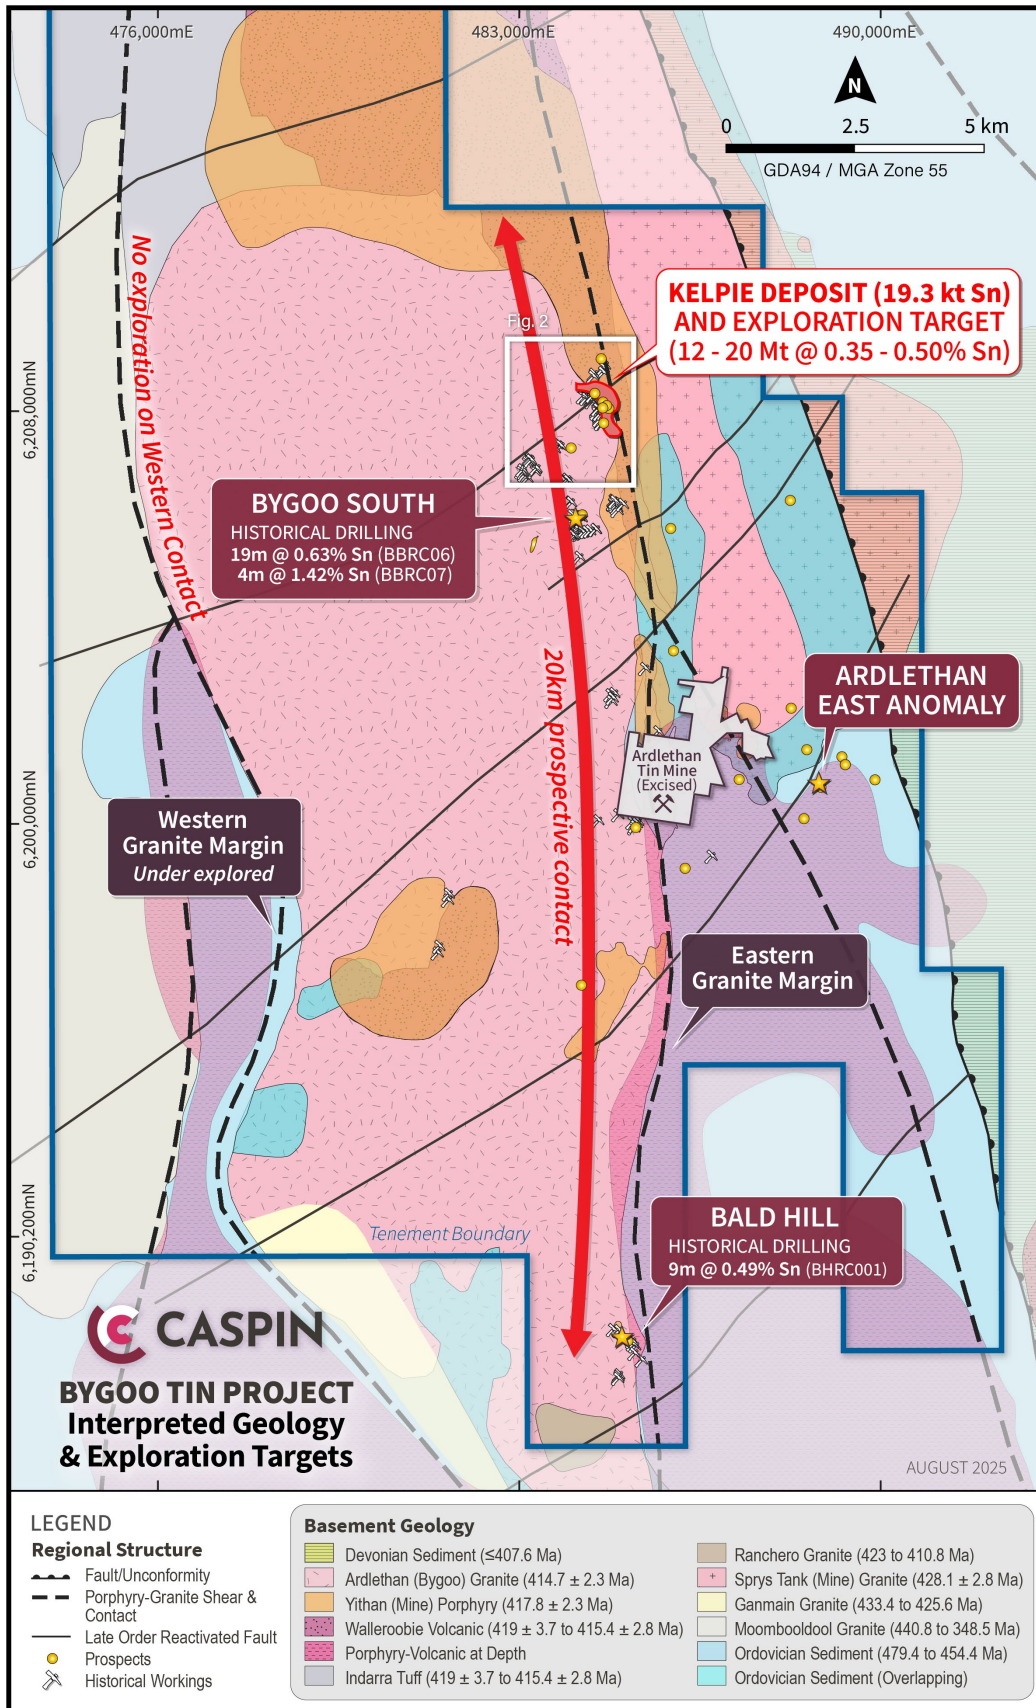 476,000mE
483,000mE
490,000mE
N
0 2.5 5 km
GDA94 / MGA Zone 55
No exploration on Western Contact
KELPIE DEPOSIT (19.3 kt Sn)
AND EXPLORATION TARGET
(12 - 20 Mt @ 0.35 - 0.50% Sn)
Fig. 2
6,208,000mN
BYGOO SOUTH
HISTORICAL DRILLING
19m @ 0.63% Sn (BBRC06)
4m @ 1.42% Sn (BBRC07)
20km prospective contact
ARDLETHAN
EAST ANOMALY
Ardlethan
Tin Mine
(Excised)
6,200,000mN
Western
Granite Margin
Under explored
Eastern
Granite Margin
6,190,200mN
Tenement Boundary
BALD HILL
HISTORICAL DRILLING
9m @ 0.49% Sn (BHRC001)
CASPIN
BYGOO TIN PROJECT
Interpreted Geology
& Exploration Targets
AUGUST 2025
LEGEND
Regional Structure
Fault/Unconformity
Porphyry-Granite Shear &
Contact
Late Order Reactivated Fault
Prospects
Historical Workings
Basement Geology
Devonian Sediment (≤407.6 Ma)
Ardlethan (Bygoo) Granite (414.7 ± 2.3 Ma)
Yithan (Mine) Porphyry (417.8 ± 2.3 Ma)
Walleroobie Volcanic (419 ± 3.7 to 415.4 ± 2.8 Ma)
Porphyry-Volcanic at Depth
Indarra Tuff (419 ± 3.7 to 415.4 ± 2.8 Ma)
Ranchero Granite (423 to 410.8 Ma)
Sprys Tank (Mine) Granite (428.1 ± 2.8 Ma)
Ganmain Granite (433.4 to 425.6 Ma)
Moombooldool Granite (440.8 to 348.5 Ma)
Ordovician Sediment (479.4 to 454.4 Ma)
Ordovician Sediment (Overlapping)